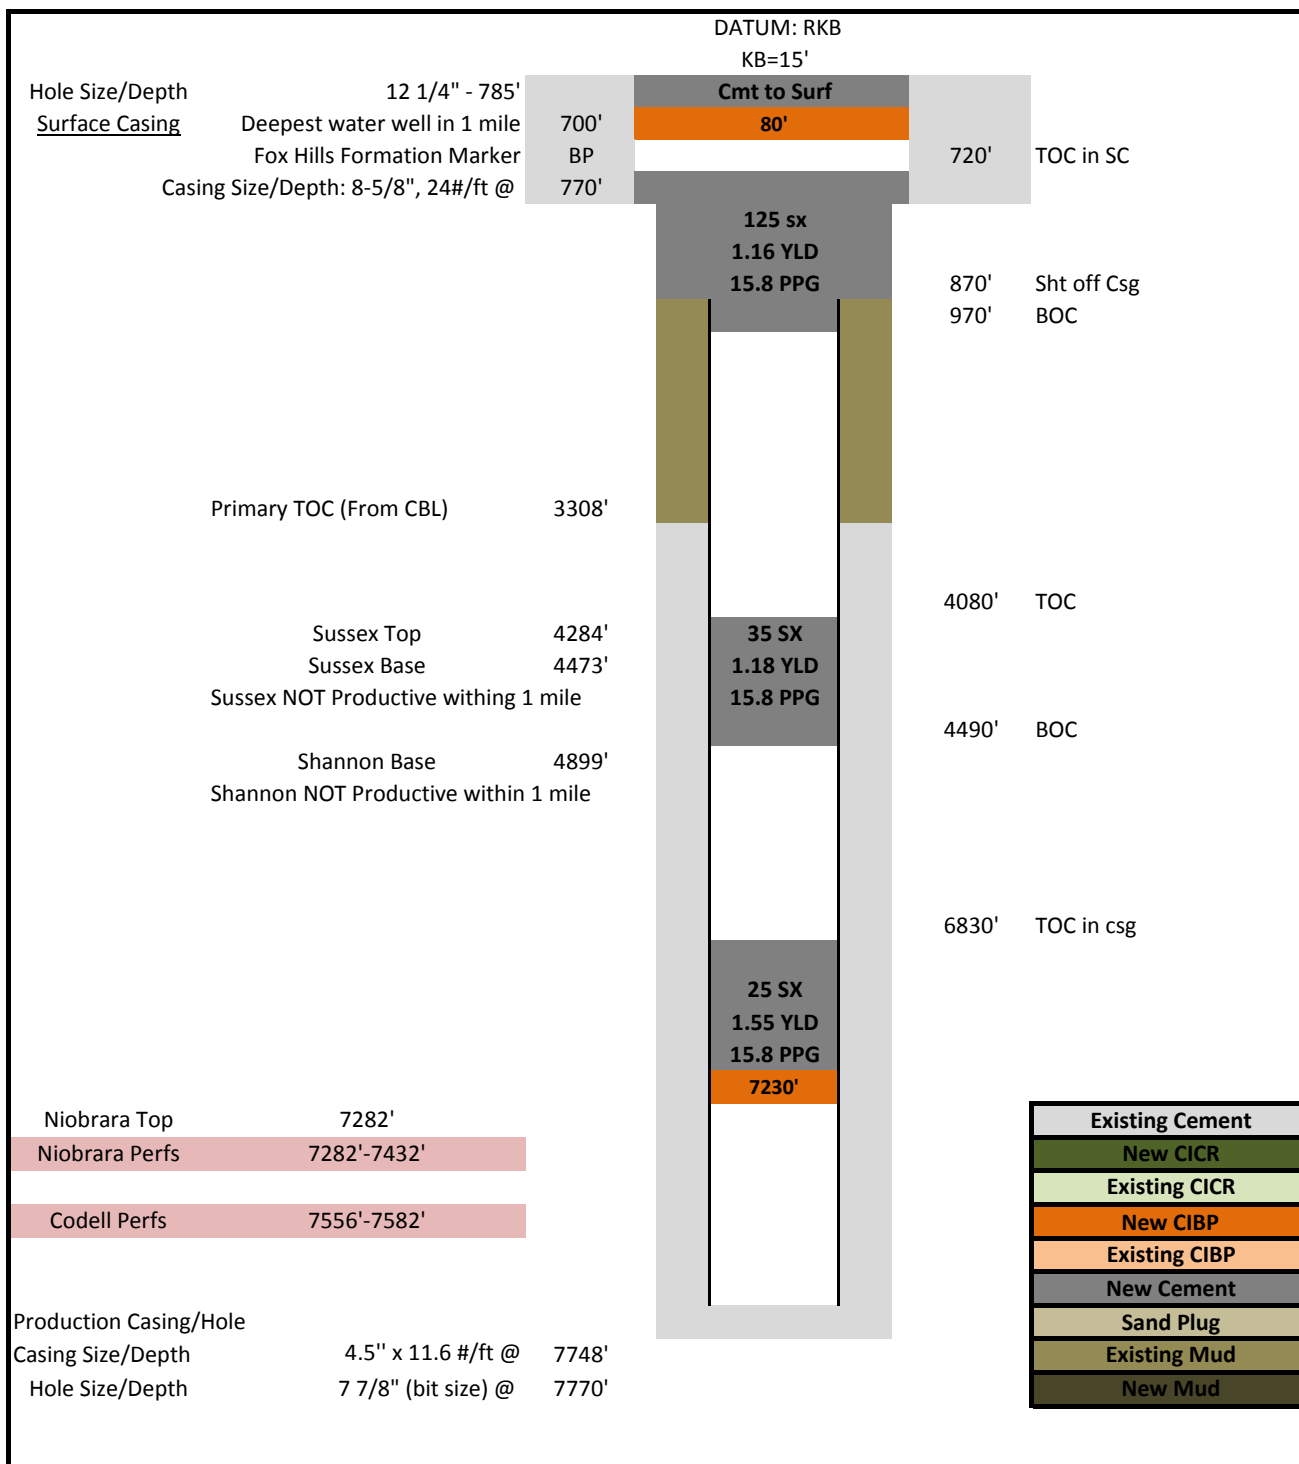 DATUM: RKB
KB=15'
Hole Size/Depth 12 1/4" - 785' Cmt to Surf
Surface Casing Deepest water well in 1 mile 700' 80'
Fox Hills Formation Marker BP 720' TOC in SC
Casing Size/Depth: 8-5/8", 24#/ft @ 770'
125 sx
1.16 YLD
15.8 PPG 870' Sht off Csg
970' BOC
Primary TOC (From CBL) 3308'
4080' TOC
Sussex Top 4284' 35 SX
Sussex Base 4473' 1.18 YLD
Sussex NOT Productive withing 1 mile 15.8 PPG
4490' BOC
Shannon Base 4899'
Shannon NOT Productive within 1 mile
6830' TOC in csg
25 SX
1.55 YLD
15.8 PPG
7230'
Niobrara Top 7282' Existing Cement
Niobrara Perfs 7282'-7432' New CICR
Existing CICR
Codell Perfs 7556'-7582' New CIBP
Existing CIBP
New Cement
Production Casing/Hole Sand Plug
Casing Size/Depth 4.5'' x 11.6 #/ft @ 7748' Existing Mud
Hole Size/Depth 7 7/8" (bit size) @ 7770' New Mud